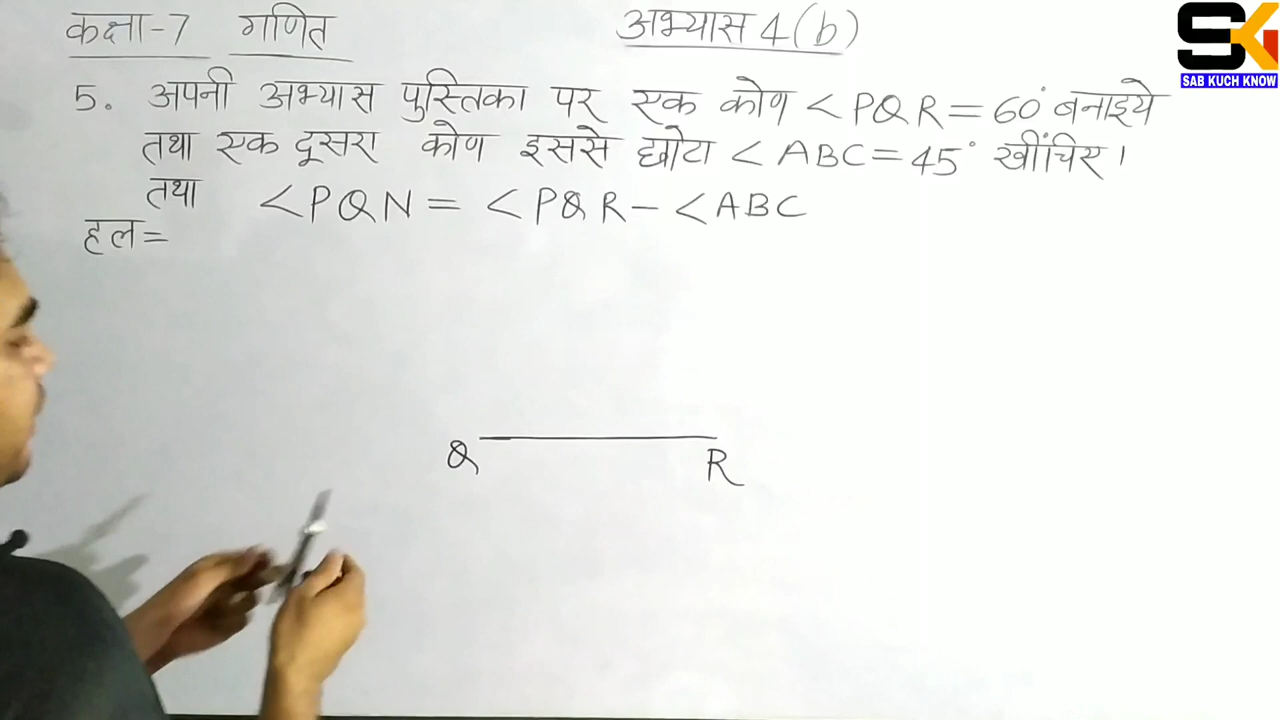 कक्षा-7 गणित अभ्यास 4(b)
SK
SAB KUCH KNOW
5. अपनी अभ्यास पुस्तिका पर एक कोण <PQR = 60° बनाइये
तथा एक दूसरा कोण इससे छोटा <ABC = 45° खींचिए।
तथा <PQN = <PQR - <ABC
हल =
Q R